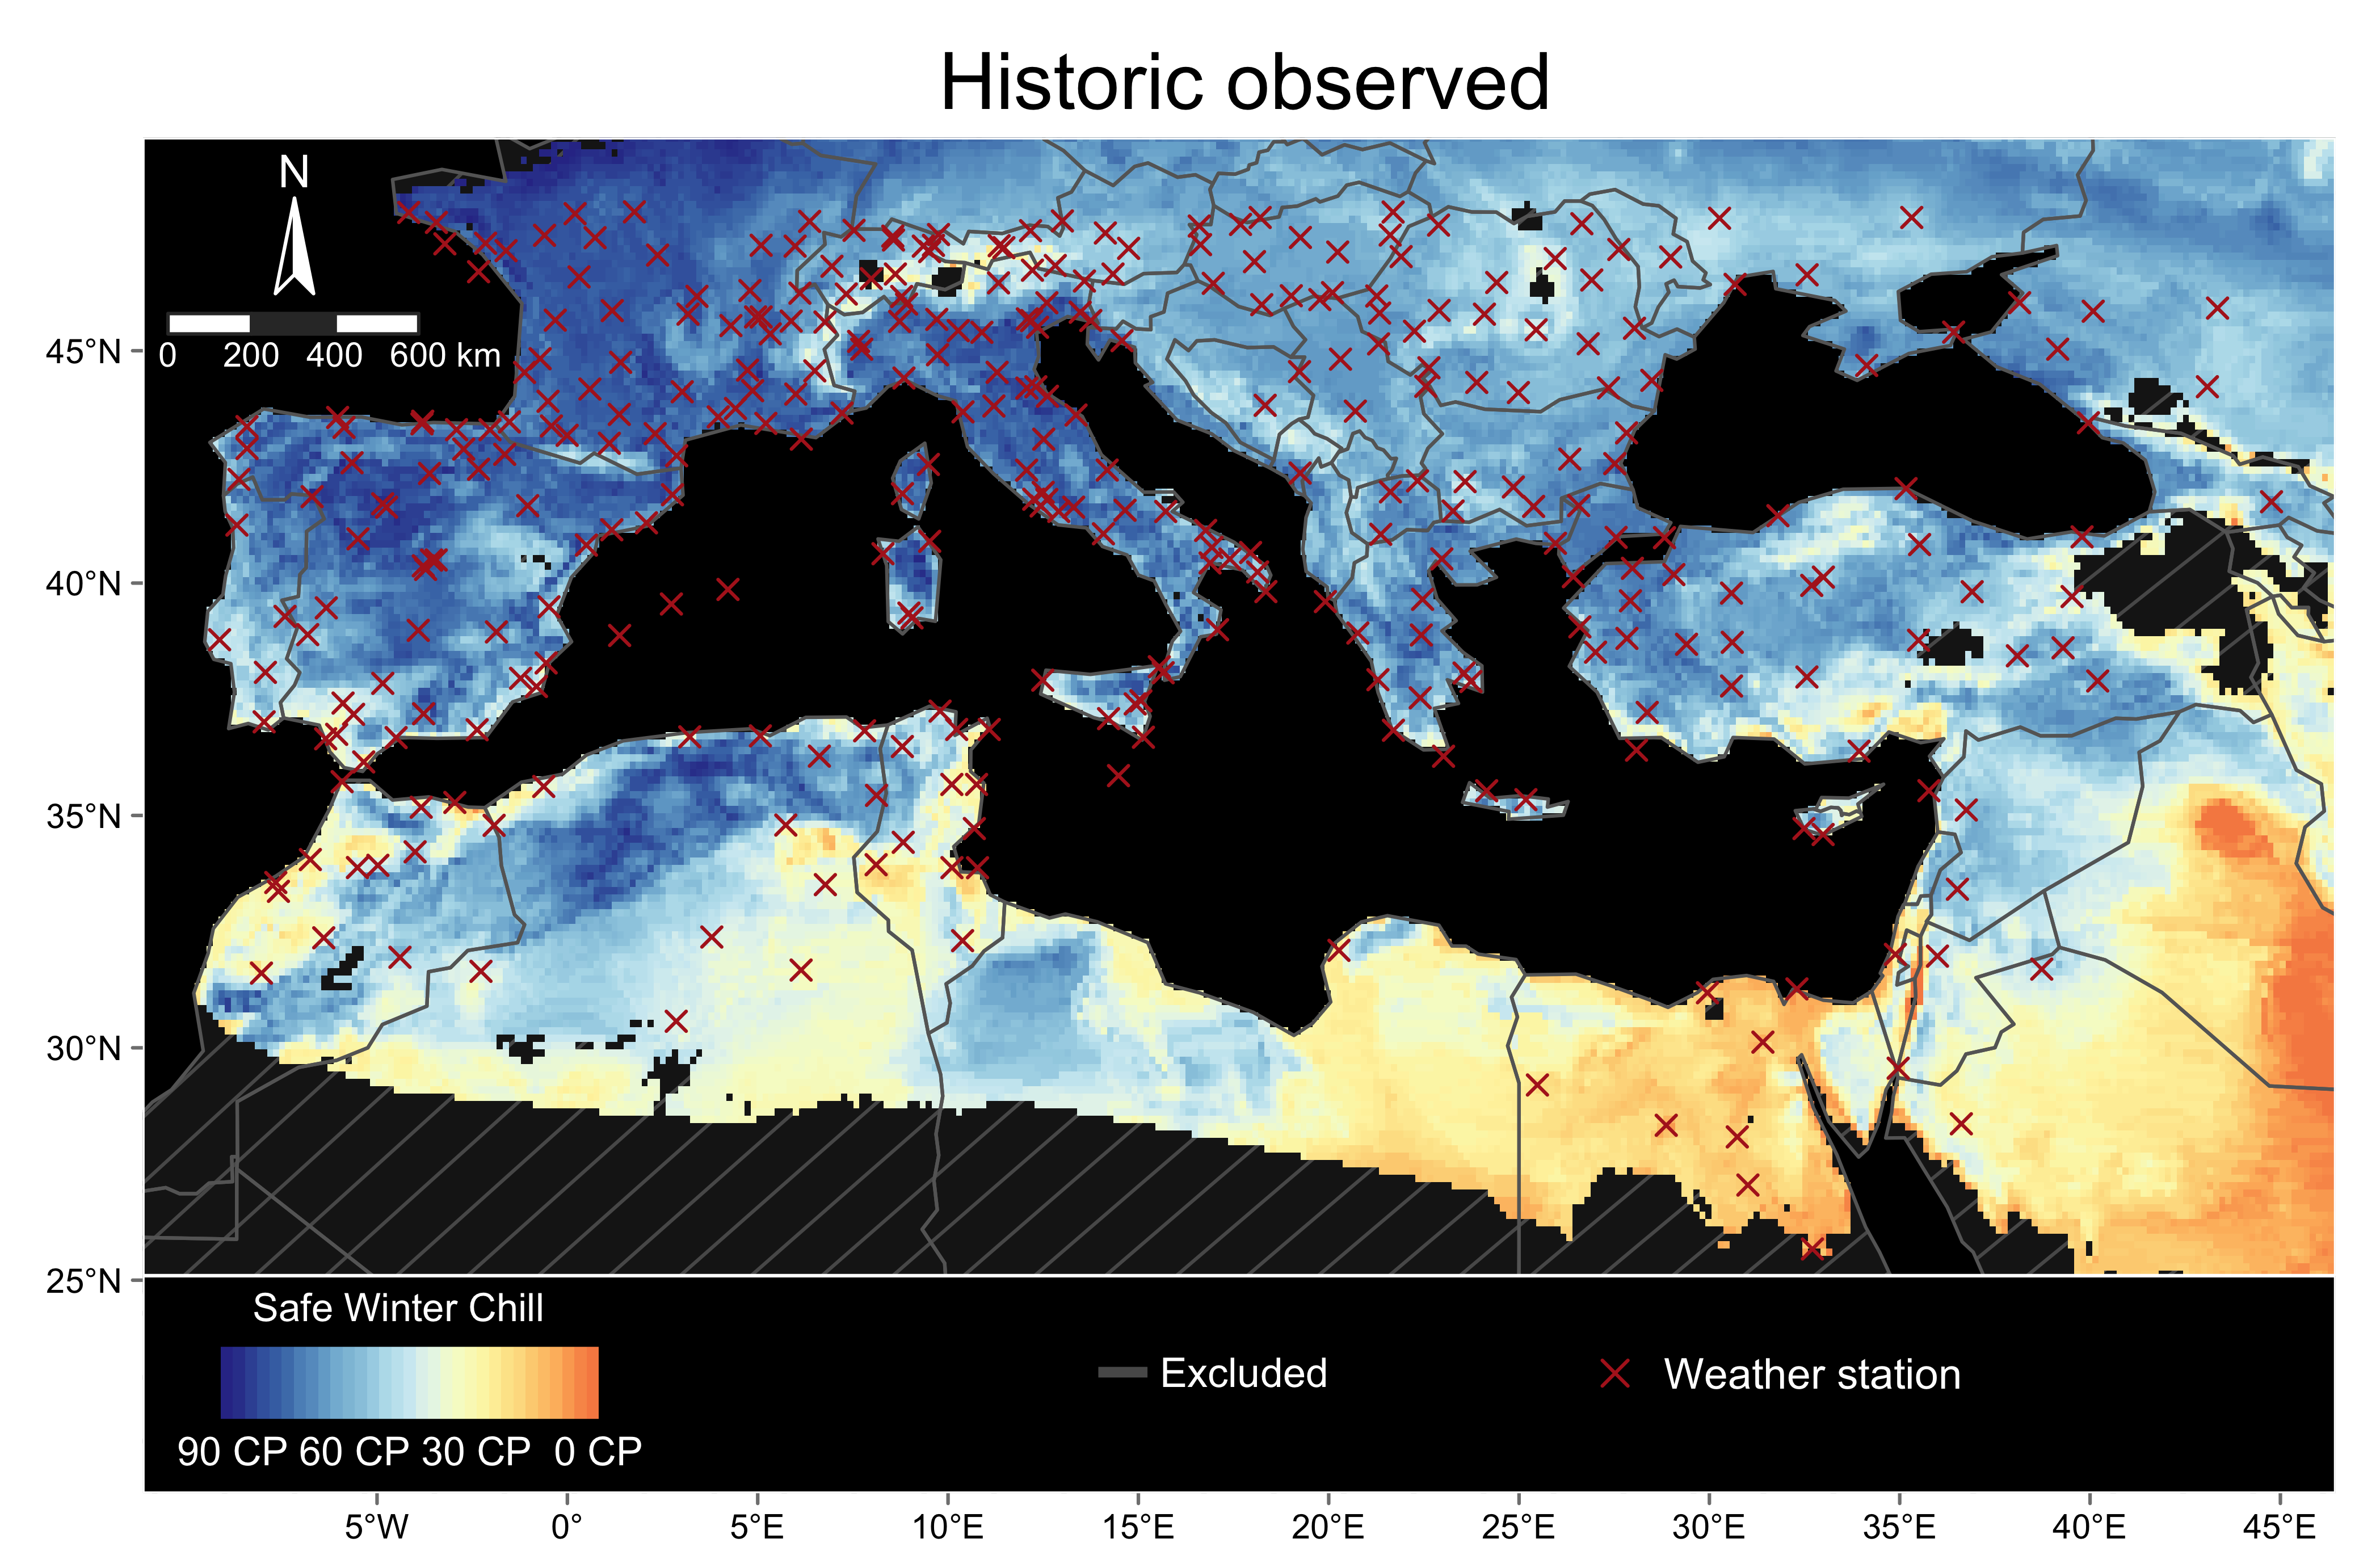 Historic observed
N
0 200 400 600 km
45°N
40°N
35°N
30°N
25°N
Safe Winter Chill
90 CP 60 CP 30 CP 0 CP
Excluded
Weather station
5°W 0° 5°E 10°E 15°E 20°E 25°E 30°E 35°E 40°E 45°E